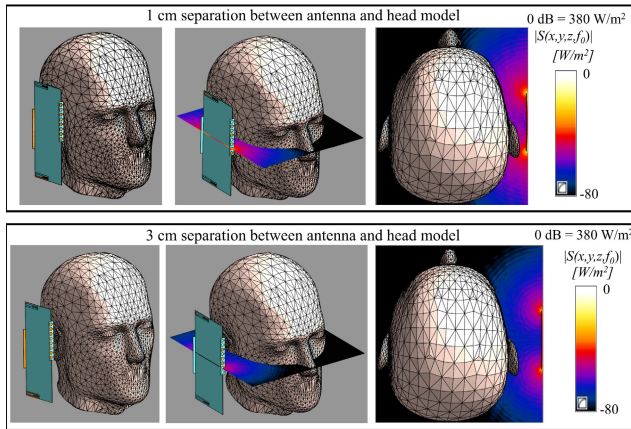 1 cm separation between antenna and head model
0 dB = 380 W/m²
|S(x,y,z,f₀)|
[W/m²]
0
-80
3 cm separation between antenna and head model
0 dB = 380 W/m²
|S(x,y,z,f₀)|
[W/m²]
0
-80